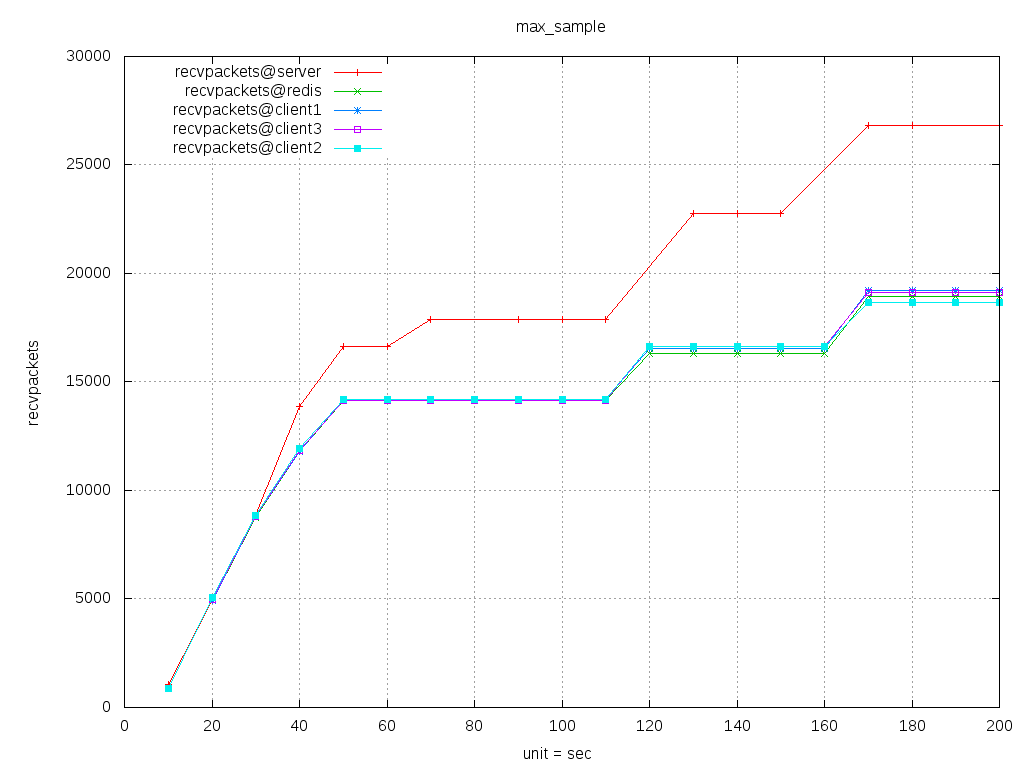 max_sample
30000
25000
20000
15000
10000
5000
0
recvpackets
recvpackets@server
recvpackets@redis
recvpackets@client1
recvpackets@client3
recvpackets@client2
0 20 40 60 80 100 120 140 160 180 200
unit = sec